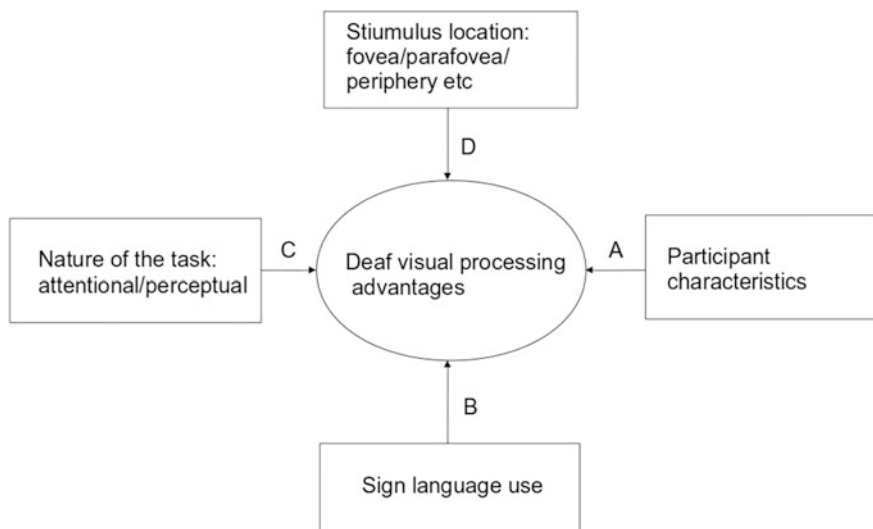 Stiumulus location:
fovea/parafovea/
periphery etc
D
Nature of the task:
attentional/perceptual
C
Deaf visual processing
advantages
A
Participant
characteristics
B
Sign language use